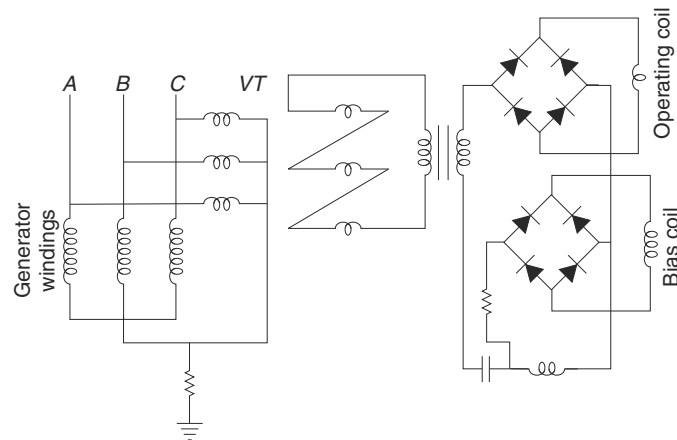 A B C VT
Operating coil
Generator
windings
Bias coil